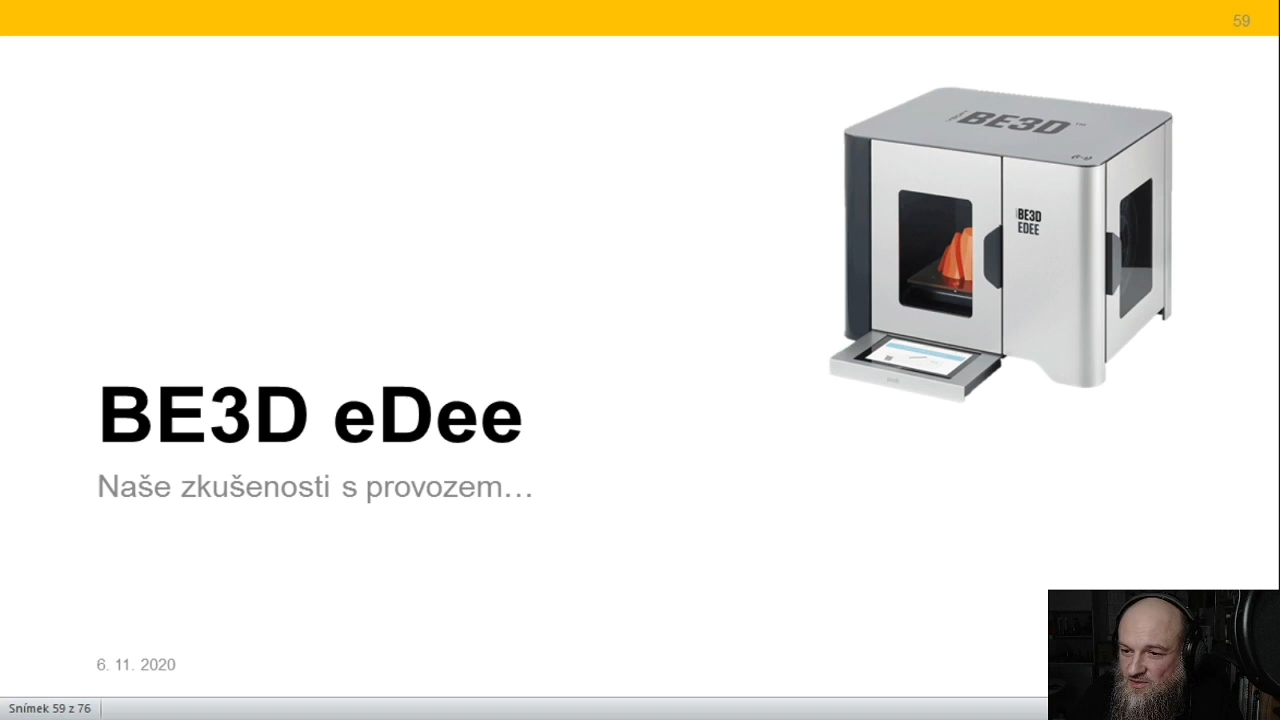 59
BE3D
BE3D
EDEE
BE3D eDee
Naše zkušenosti s provozem…
6. 11. 2020
Snímek 59 z 76